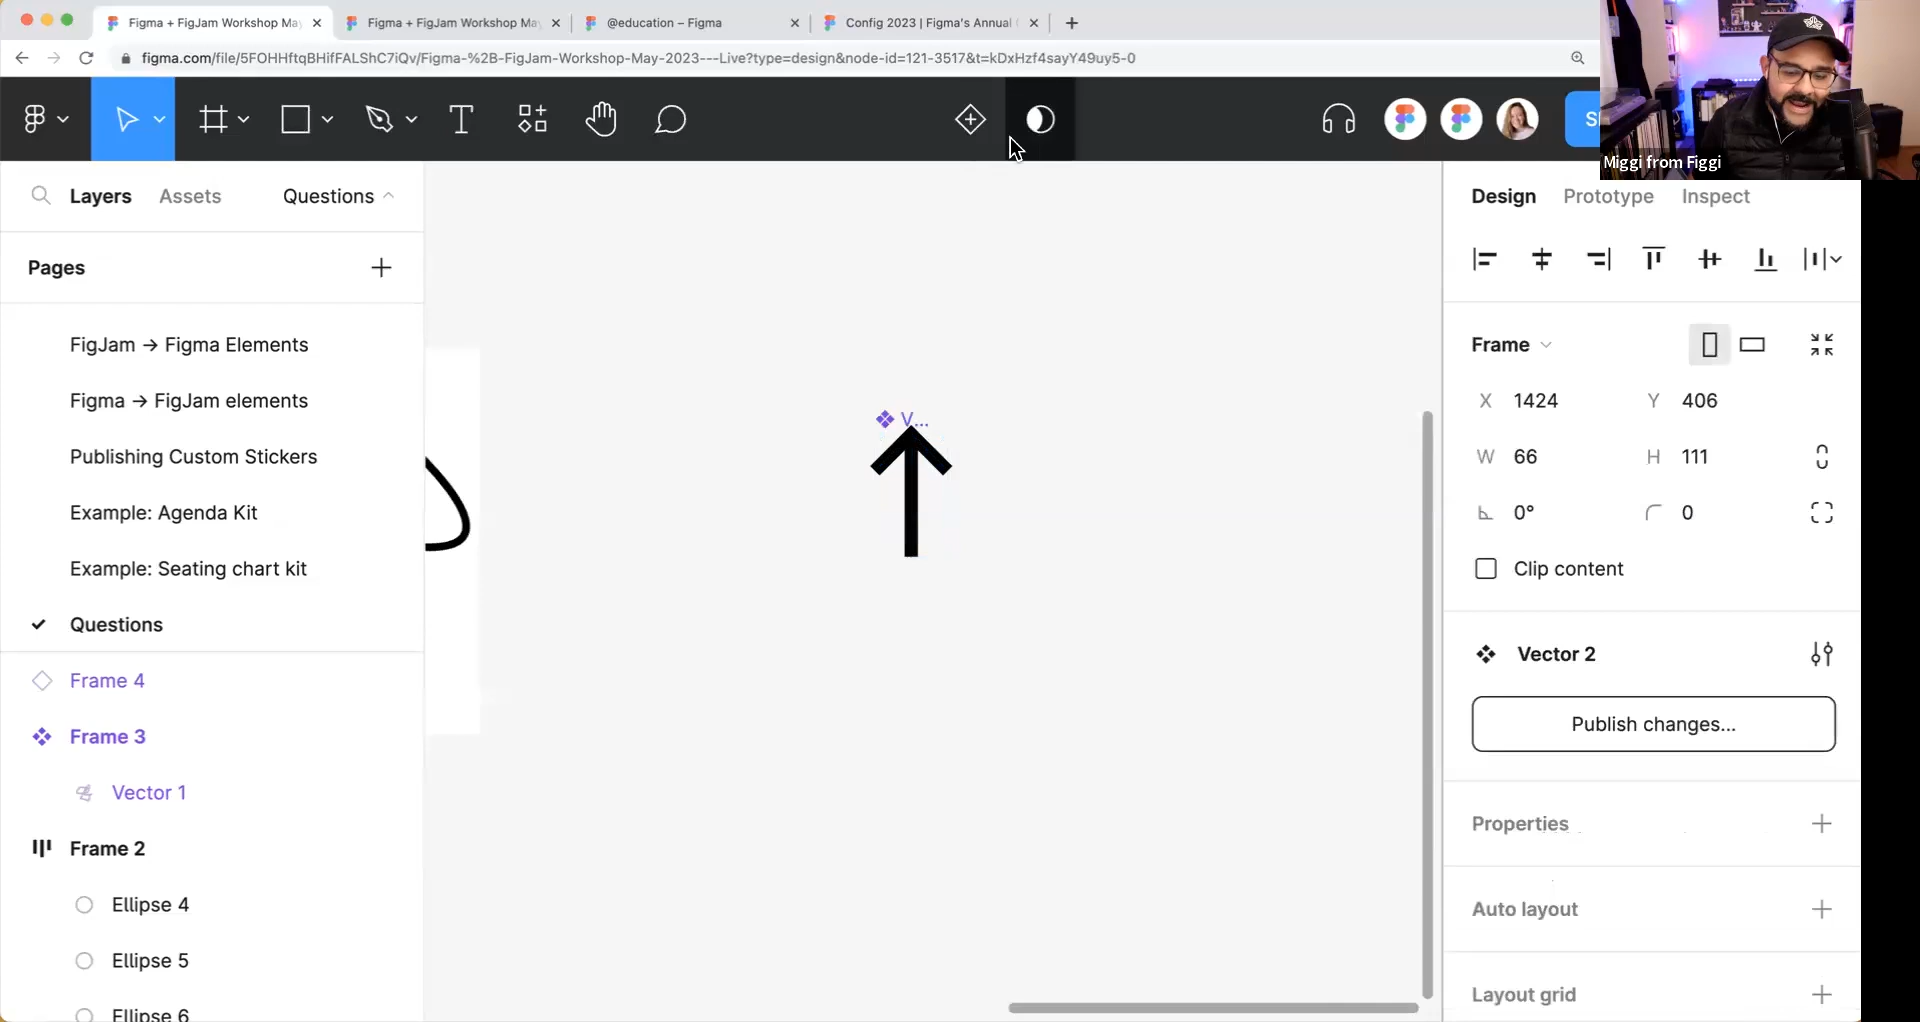 Figma + FigJam Workshop May
Figma + FigJam Workshop May
@education – Figma
Config 2023 | Figma's Annual
figma.com/file/5FOHHftqBHifFALShC7iQv/Figma-%2B-FigJam-Workshop-May-2023---Live?type=design&node-id=121-3517&t=kDxHzf4sayY49uy5-0
T
S
Miggi from Figgi
Layers
Assets
Questions
Design
Prototype
Inspect
Pages
FigJam → Figma Elements
Figma → FigJam elements
Publishing Custom Stickers
Example: Agenda Kit
Example: Seating chart kit
Questions
Frame 4
Frame 3
Vector 1
Frame 2
Ellipse 4
Ellipse 5
Ellipse 6
V...
Frame
X 1424
Y 406
W 66
H 111
0°
0
Clip content
Vector 2
Publish changes...
Properties
Auto layout
Layout grid